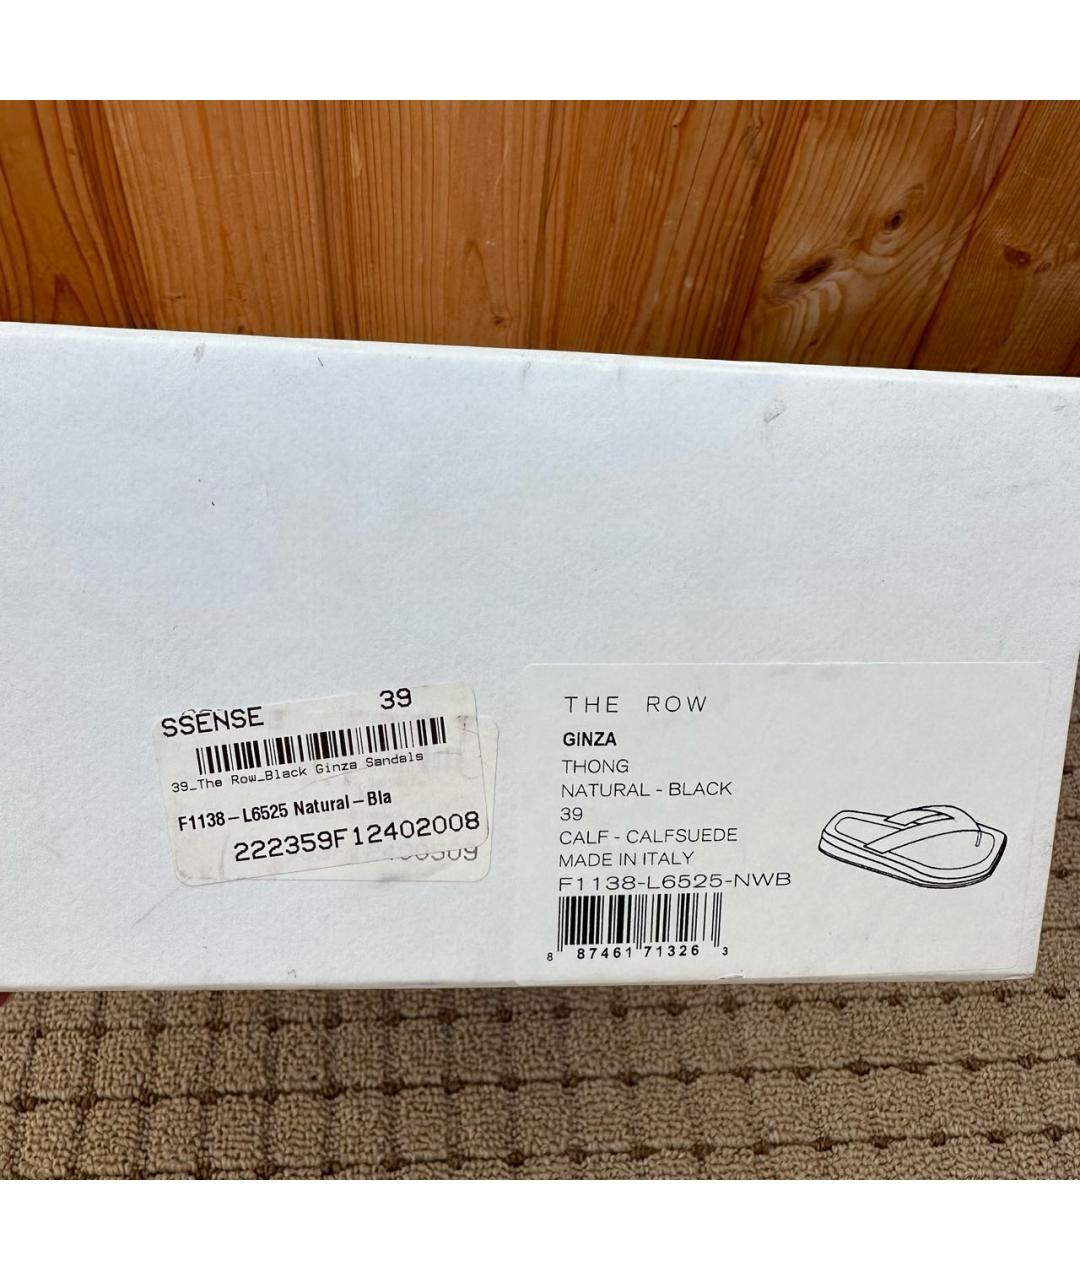 SSENSE 39
39_The Row_Black Ginza Sandals
F1138-L6525 Natural-Bla
222359F12402008
THE ROW
GINZA
THONG
NATURAL - BLACK
39
CALF - CALFSUEDE
MADE IN ITALY
F1138-L6525-NWB
8 87461 71326 3